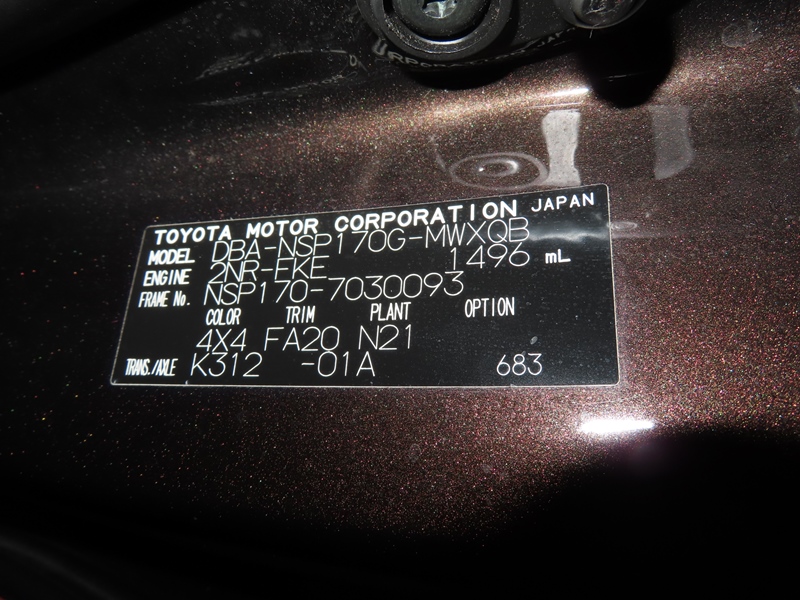 TOYOTA MOTOR CORPORATION JAPAN
MODEL DBA-NSP170G-MWXQB
ENGINE 2NR-FKE 1496 mL
FRAME No. NSP170-7030093
COLOR TRIM PLANT OPTION
4X4 FA20 N21
TRANS./AXLE K312 -01A 683